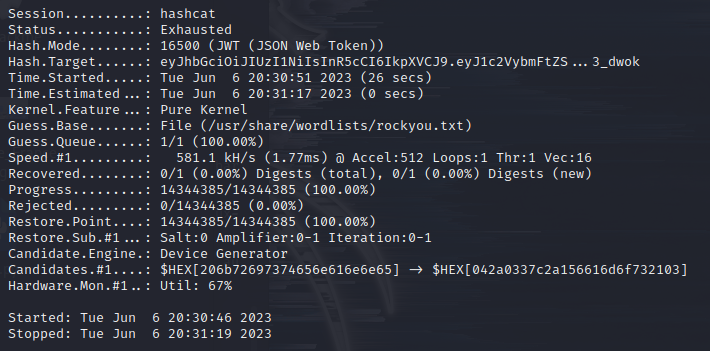 Session..........: hashcat
Status...........: Exhausted
Hash.Mode........: 16500 (JWT (JSON Web Token))
Hash.Target......: eyJhbGciOiJIUzI1NiIsInR5cCI6IkpXVCJ9.eyJ1c2VybmFtZS...3_dwok
Time.Started.....: Tue Jun  6 20:30:51 2023 (26 secs)
Time.Estimated...: Tue Jun  6 20:31:17 2023 (0 secs)
Kernel.Feature...: Pure Kernel
Guess.Base.......: File (/usr/share/wordlists/rockyou.txt)
Guess.Queue......: 1/1 (100.00%)
Speed.#1.........:   581.1 kH/s (1.77ms) @ Accel:512 Loops:1 Thr:1 Vec:16
Recovered........: 0/1 (0.00%) Digests (total), 0/1 (0.00%) Digests (new)
Progress.........: 14344385/14344385 (100.00%)
Rejected.........: 0/14344385 (0.00%)
Restore.Point....: 14344385/14344385 (100.00%)
Restore.Sub.#1...: Salt:0 Amplifier:0-1 Iteration:0-1
Candidate.Engine.: Device Generator
Candidates.#1....: $HEX[206b72697374656e616e6e65] -> $HEX[042a0337c2a156616d6f732103]
Hardware.Mon.#1..: Util: 67%
Started: Tue Jun  6 20:30:46 2023
Stopped: Tue Jun  6 20:31:19 2023